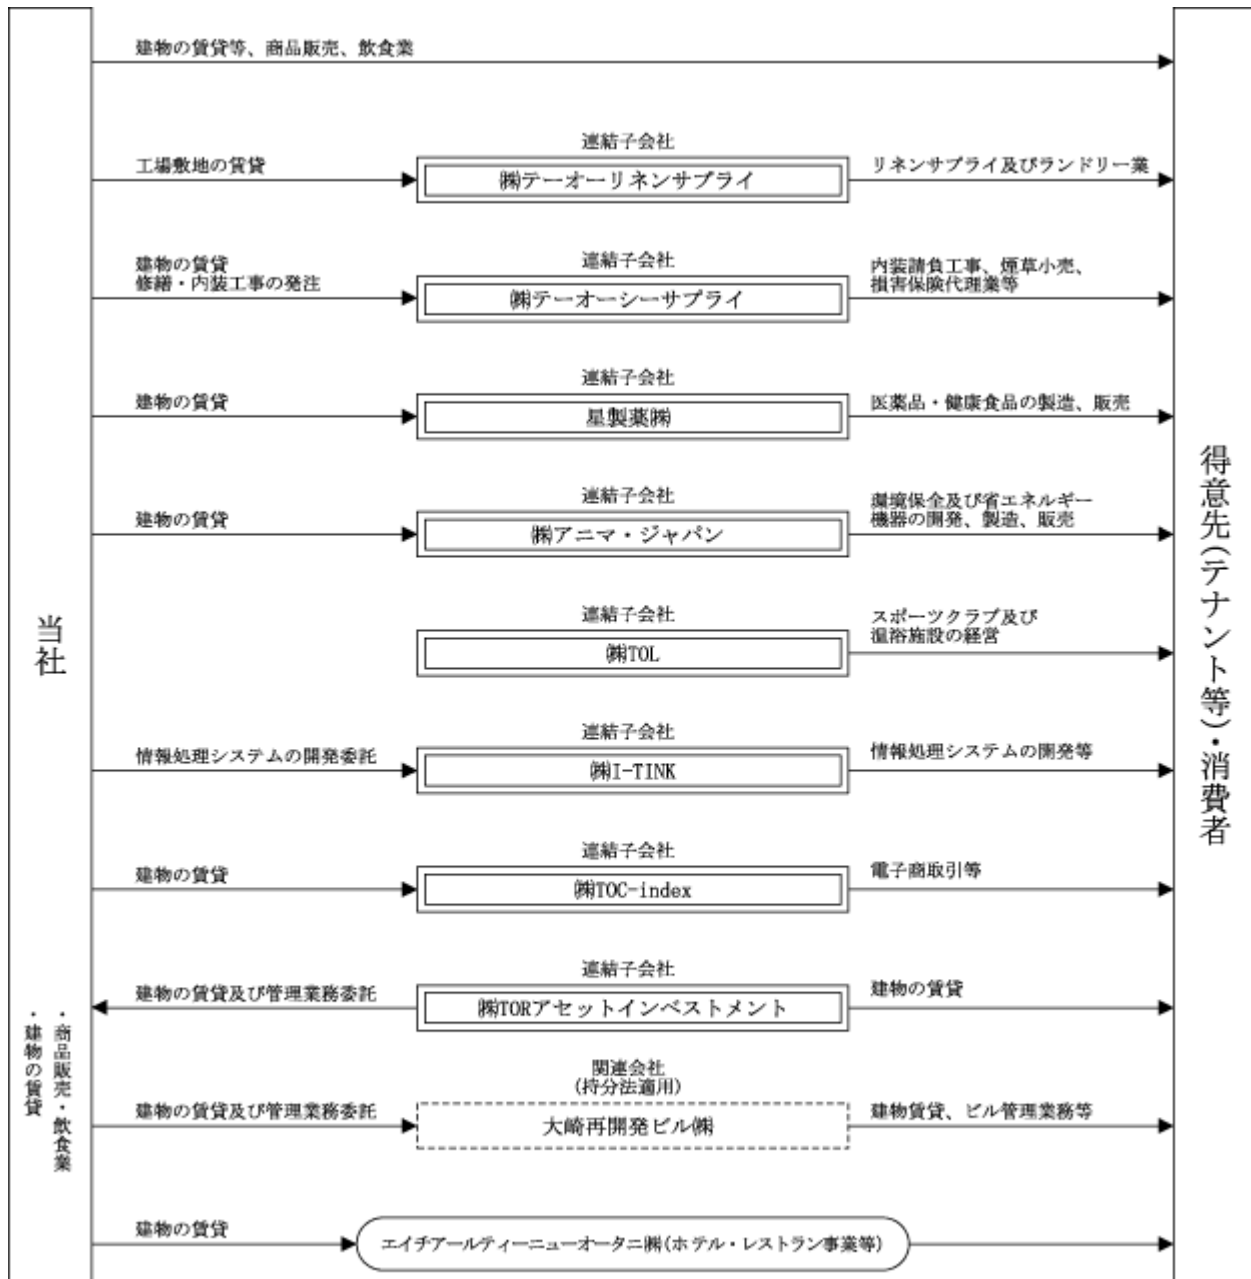 建物の賃貸等、商品販売、飲食業
連結子会社
工場敷地の賃貸
㈱テーオーリネンサプライ
リネンサプライ及びランドリー業
連結子会社
建物の賃貸
修繕・内装工事の発注
㈱テーオーシーサプライ
内装請負工事、煙草小売、
損害保険代理業等
連結子会社
建物の賃貸
星製薬㈱
医薬品・健康食品の製造、販売
連結子会社
建物の賃貸
㈱アニマ・ジャパン
環境保全及び省エネルギー
機器の開発、製造、販売
当社
連結子会社
㈱TOL
スポーツクラブ及び
温浴施設の経営
得意先(テナント等)・消費者
連結子会社
情報処理システムの開発委託
㈱I-TINK
情報処理システムの開発等
連結子会社
建物の賃貸
㈱TOC-index
電子商取引等
連結子会社
建物の賃貸及び管理業務委託
㈱TORアセットインベストメント
建物の賃貸
・商品販売・飲食業
・建物の賃貸
関連会社
(持分法適用)
建物の賃貸及び管理業務委託
大崎再開発ビル㈱
建物賃貸、ビル管理業務等
建物の賃貸
エイチアールティーニューオータニ㈱(ホテル・レストラン事業等)